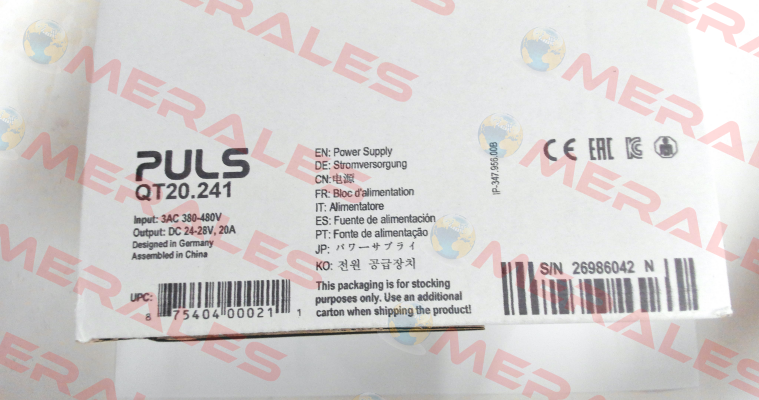 PULS
QT20.241
Input: 3AC 380-480V
Output: DC 24-28V, 20A
Designed in Germany
Assembled in China
UPC:
8 75404 00021 1
EN: Power Supply
DE: Stromversorgung
CN:电源
FR: Bloc d'alimentation
IT: Alimentatore
ES: Fuente de alimentación
PT: Fonte de alimentação
JP: パワーサプライ
KO: 전원 공급장치
This packaging is for stocking
purposes only. Use an additional
carton when shipping the product!
IP-347.956.00B
CE EAC
S/N 26986042 N
MERALES
MERALES
MERALES
MERALES
MERALES
MERALES